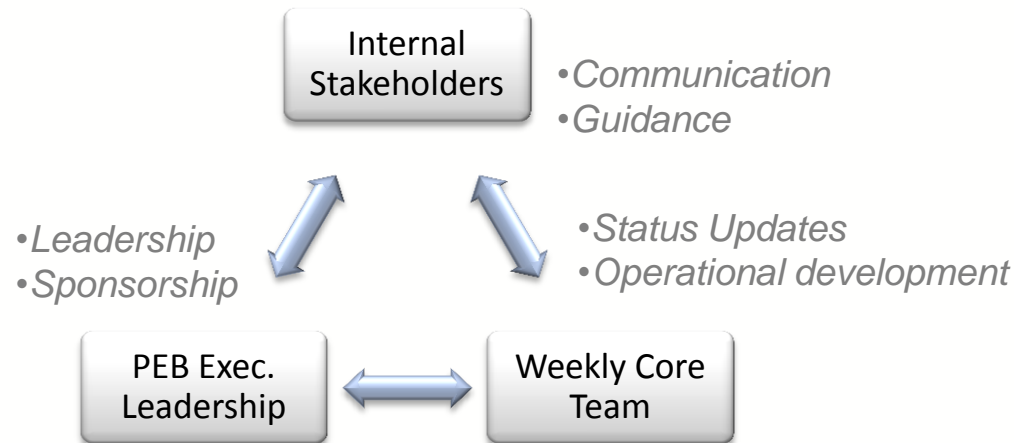 Internal
Stakeholders
•Communication
•Guidance
•Leadership
•Sponsorship
•Status Updates
•Operational development
PEB Exec.
Leadership
Weekly Core
Team